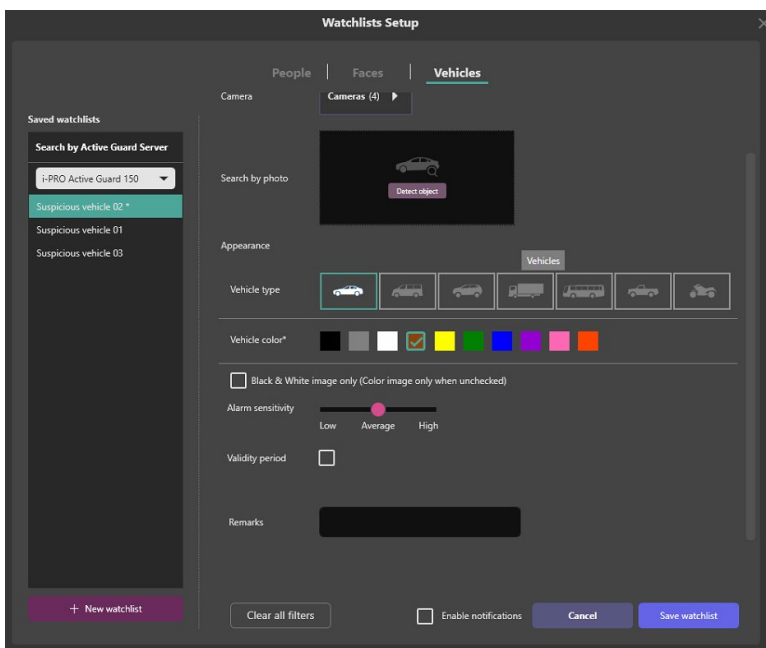 Watchlists Setup
People Faces Vehicles
Camera Cameras (4)
Saved watchlists
Search by Active Guard Server
i-PRO Active Guard 150
Suspicious vehicle 02 *
Suspicious vehicle 01
Suspicious vehicle 03
+ New watchlist
Search by photo
Detect object
Appearance
Vehicles
Vehicle type
Vehicle color*
Black & White image only (Color image only when unchecked)
Alarm sensitivity
Low Average High
Validity period
Remarks
Clear all filters
Enable notifications
Cancel
Save watchlist